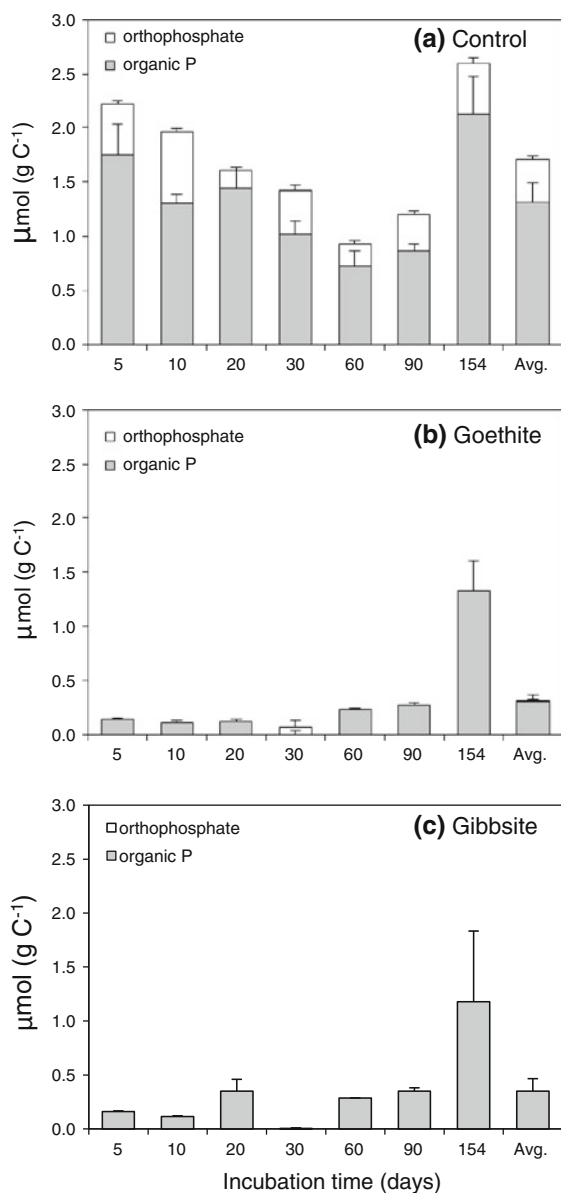 (a) Control
orthophosphate
organic P
μmol (g C-1)
3.0
2.5
2.0
1.5
1.0
0.5
0.0
5 10 20 30 60 90 154 Avg.
(b) Goethite
orthophosphate
organic P
μmol (g C-1)
3.0
2.5
2.0
1.5
1.0
0.5
0.0
5 10 20 30 60 90 154 Avg.
(c) Gibbsite
orthophosphate
organic P
μmol (g C-1)
3.0
2.5
2.0
1.5
1.0
0.5
0.0
5 10 20 30 60 90 154 Avg.
Incubation time (days)